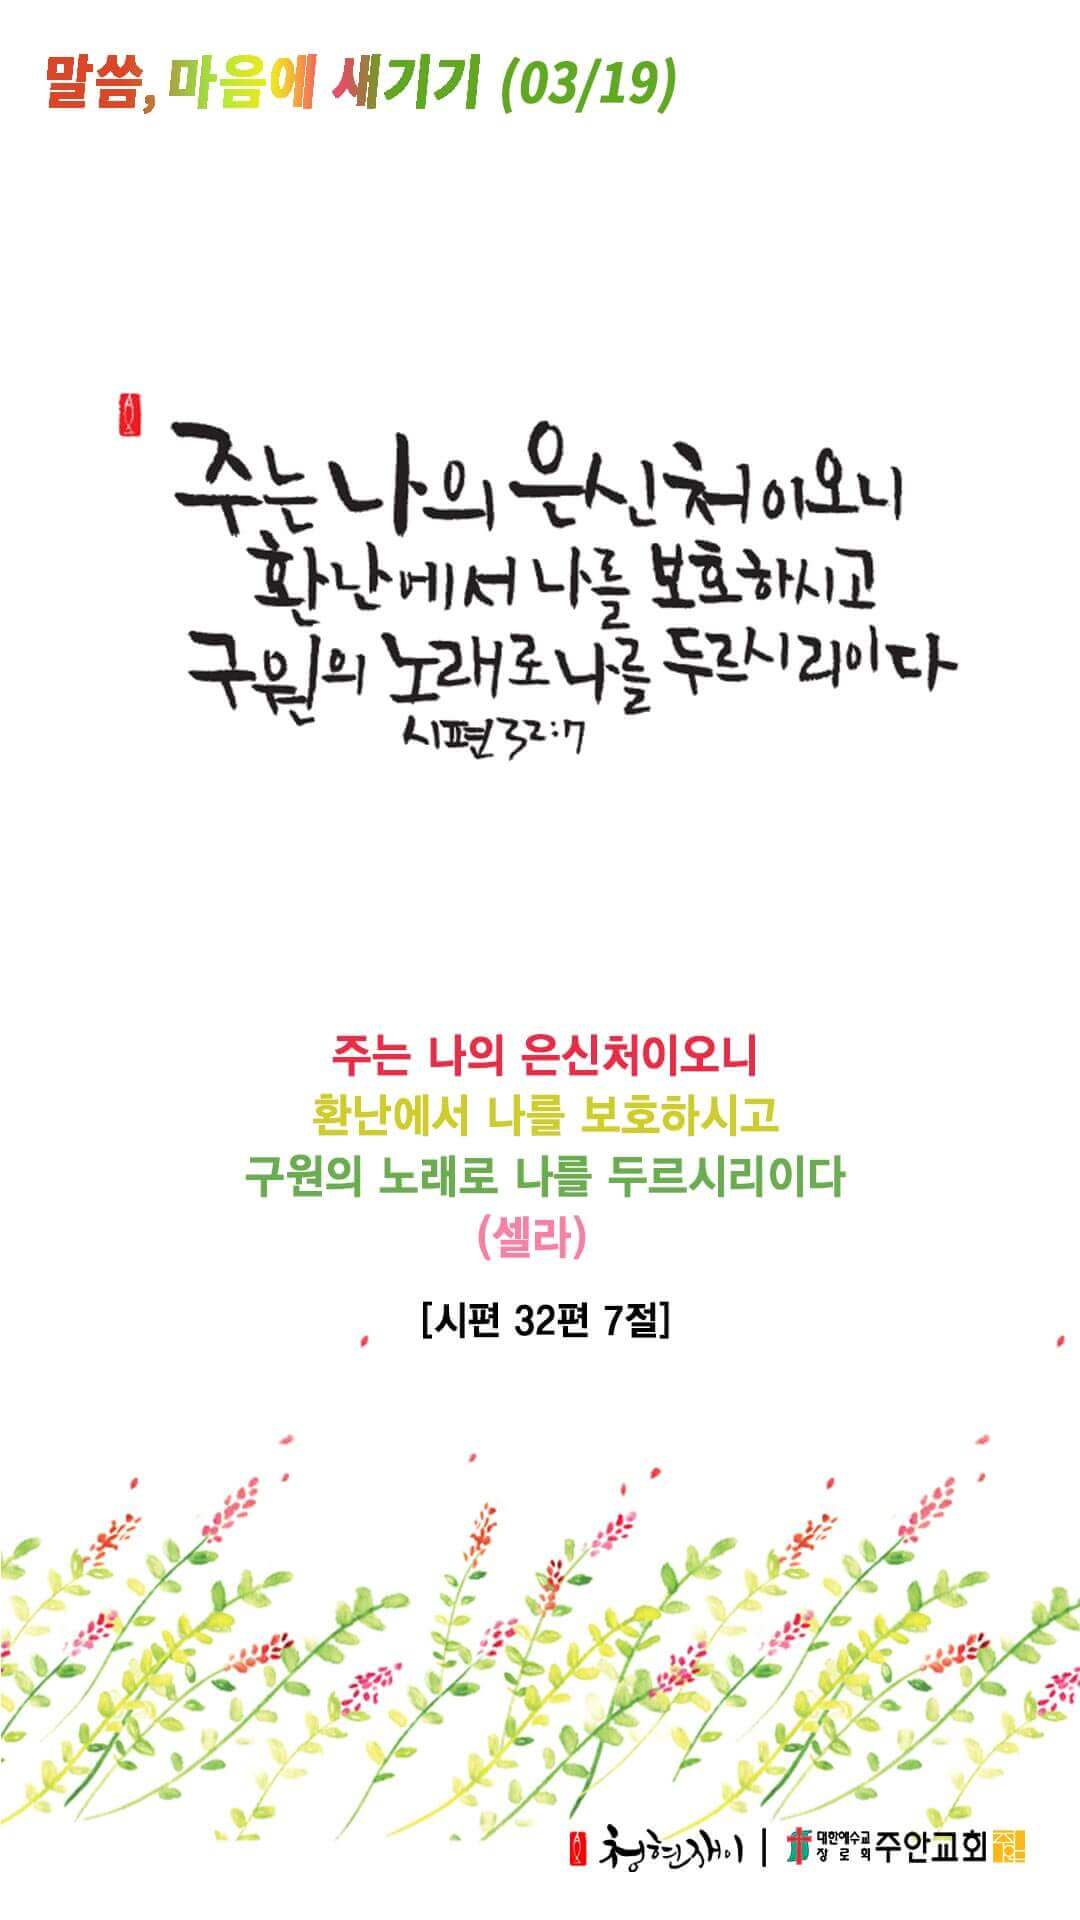 말씀, 마음에 새기기 (03/19)
주는 나의 은신처이오니
환난에서 나를 보호하시고
구원의 노래로 나를 두르시리이다
시편 32:7
주는 나의 은신처이오니
환난에서 나를 보호하시고
구원의 노래로 나를 두르시리이다
(셀라)
[시편 32편 7절]
청현재이 | 대한예수교 장로회 주안교회